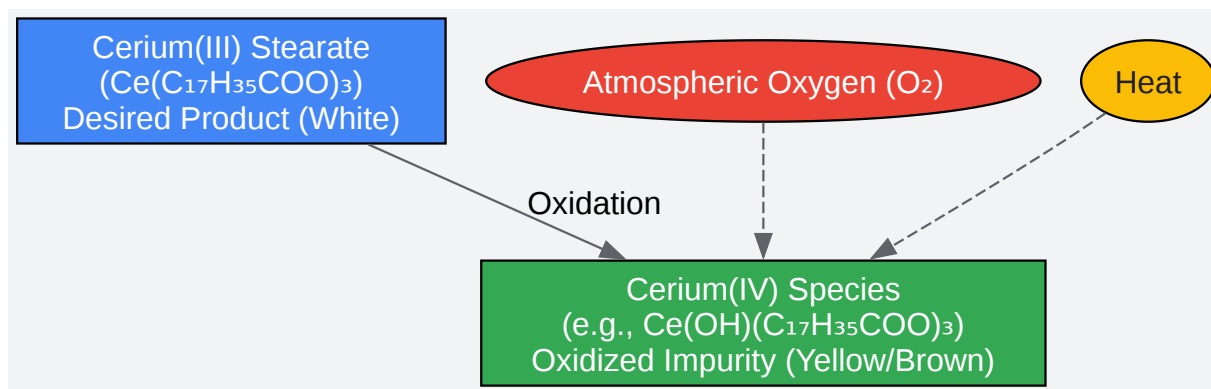 Cerium(III) Stearate
(Ce(C₁₇H₃₅COO)₃)
Desired Product (White)
Atmospheric Oxygen (O₂)
Heat
Oxidation
Cerium(IV) Species
(e.g., Ce(OH)(C₁₇H₃₅COO)₃)
Oxidized Impurity (Yellow/Brown)